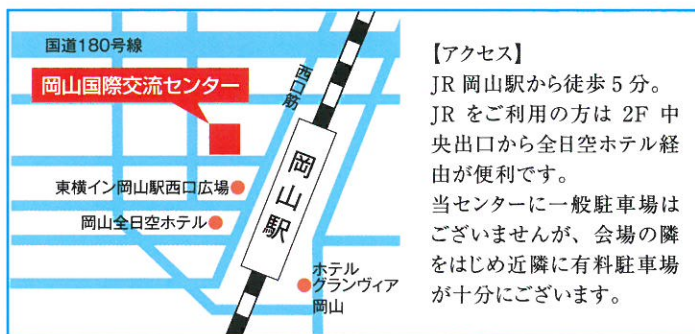 国道180号線
岡山国際交流センター
西口筋
岡山駅
東横イン岡山駅西口広場
岡山全日空ホテル
ホテル
グランヴィア
岡山
【アクセス】
JR 岡山駅から徒歩 5 分。
JR をご利用の方は 2F 中
央出口から全日空ホテル経
由が便利です。
当センターに一般駐車場は
ございませんが、会場の隣
をはじめ近隣に有料駐車場
が十分にございます。